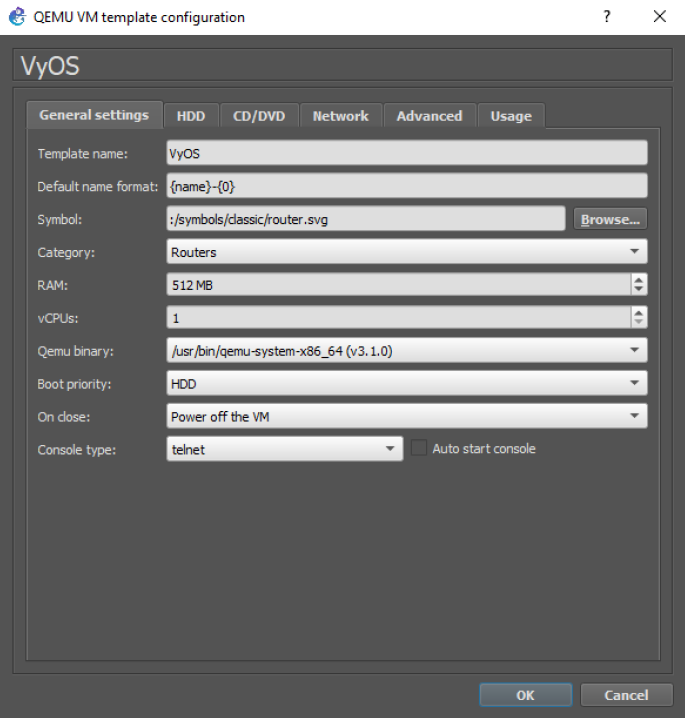 QEMU VM template configuration ?
VyOS
General settings HDD CD/DVD Network Advanced Usage
Template name: VyOS
Default name format: {name}-{0}
Symbol: :/symbols/classic/router.svg Browse...
Category: Routers
RAM: 512 MB
vCPUs: 1
Qemu binary: /usr/bin/qemu-system-x86_64 (v3.1.0)
Boot priority: HDD
On close: Power off the VM
Console type: telnet Auto start console
OK Cancel